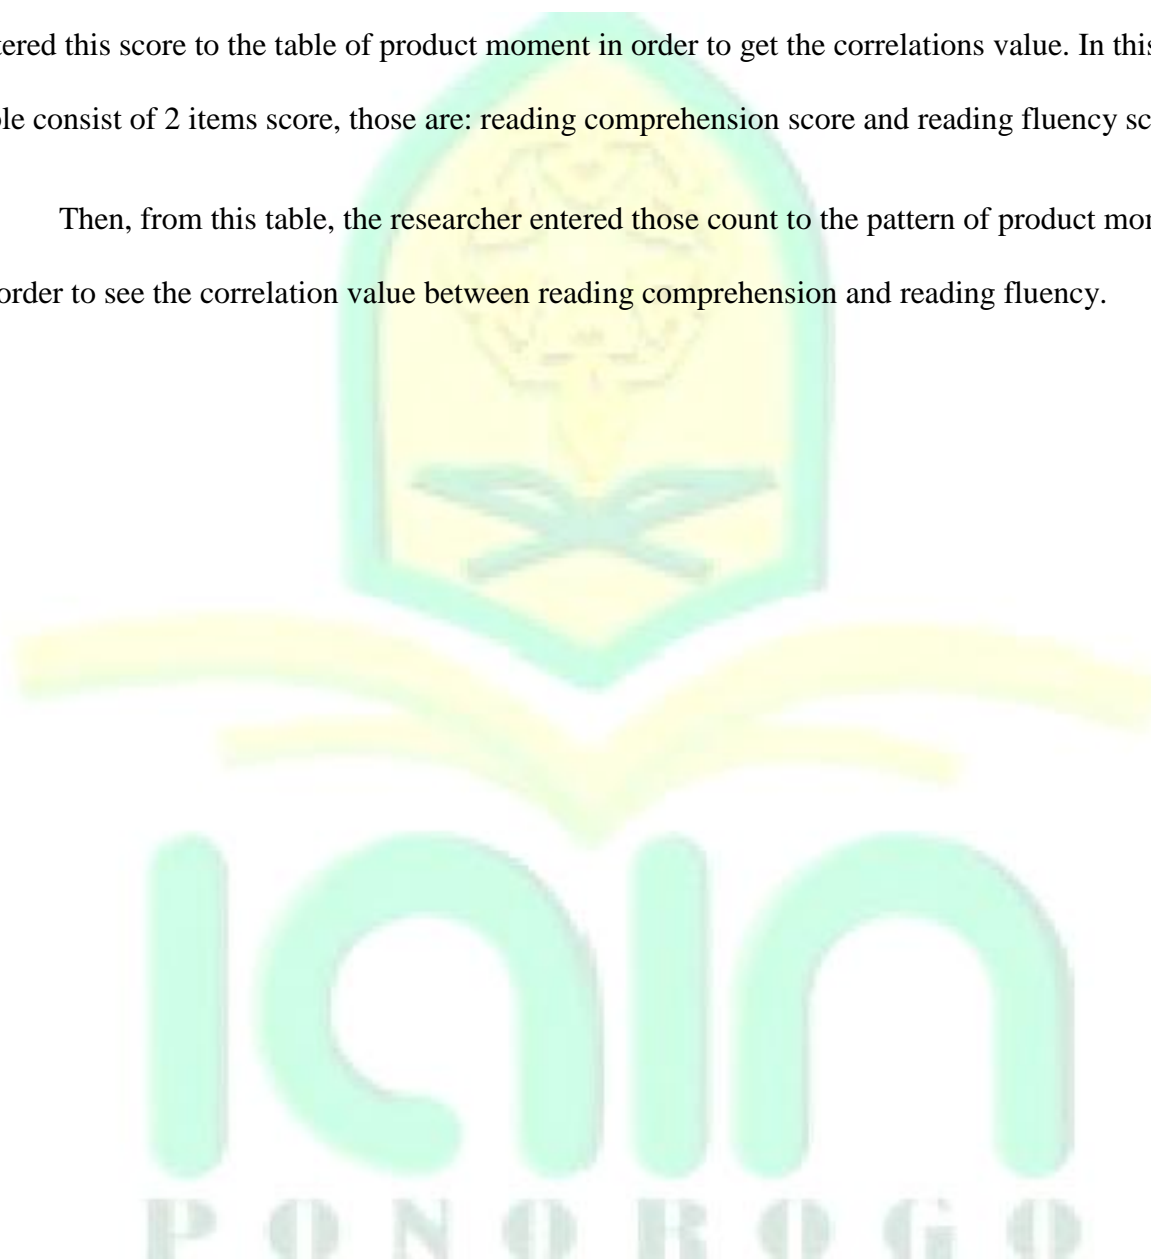 tered this score to the table of product moment in order to get the correlations value. In this
le consist of 2 items score, those are: reading comprehension score and reading fluency sc
Then, from this table, the researcher entered those count to the pattern of product mor
order to see the correlation value between reading comprehension and reading fluency.
iain
PONOROGO